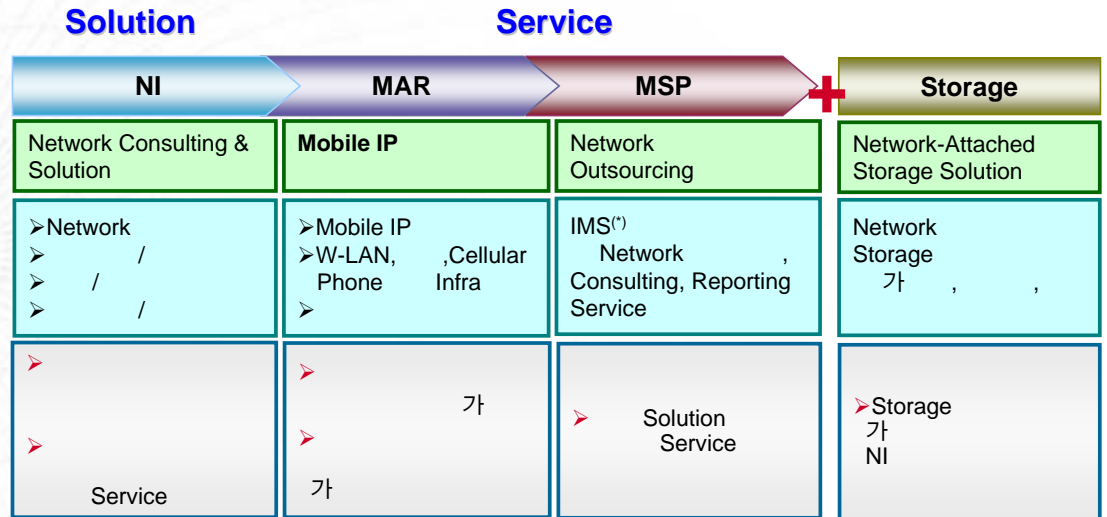 Solution Service
NI MAR MSP + Storage
Network Consulting &
Solution
Mobile IP
Network
Outsourcing
Network-Attached
Storage Solution
➢Network
➢ /
➢ /
➢ /
➢Mobile IP
➢W-LAN, ,Cellular
Phone Infra
➢
IMS(*)
Network ,
Consulting, Reporting
Service
Network
Storage
가 , ,
➢
➢
Service
➢
가
➢
가
➢ Solution
Service
➢Storage
가
NI